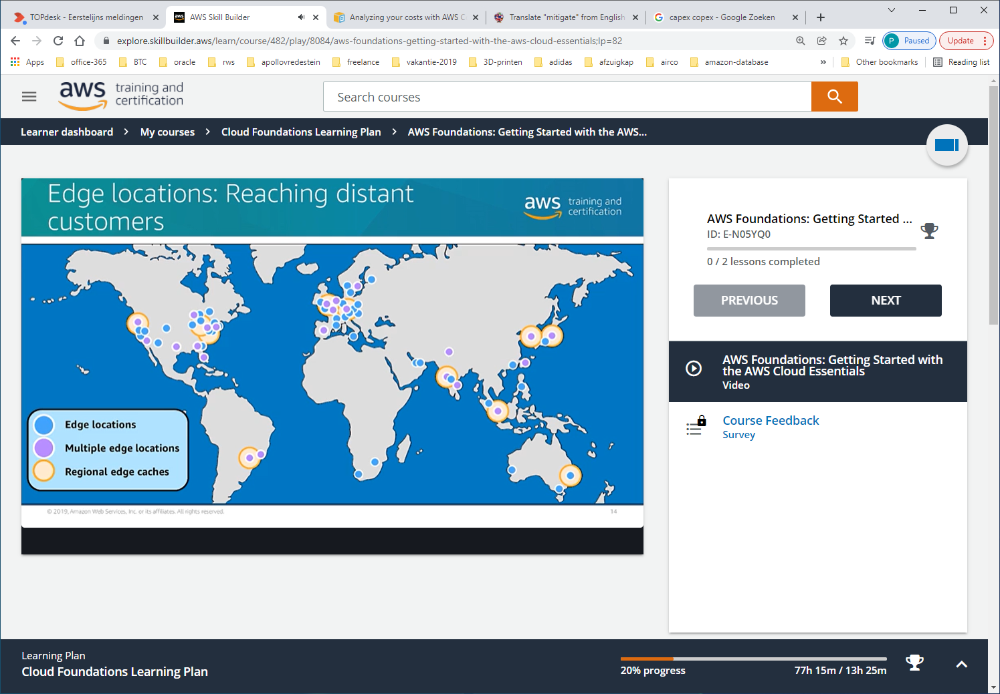 TOPdesk - Eerstelijns meldingen
AWS Skill Builder
Analyzing your costs with AWS C
Translate "mitigate" from English
capex copex - Google Zoeken
explore.skillbuilder.aws/learn/course/482/play/8084/aws-foundations-getting-started-with-the-aws-cloud-essentials;lp=82
P Paused
Update
Apps
office-365
BTC
oracle
rws
apollovredestein
freelance
vakantie-2019
3D-printen
adidas
afzuigkap
airco
amazon-database
»
Other bookmarks
Reading list
aws training and certification
Search courses
Learner dashboard > My courses > Cloud Foundations Learning Plan > AWS Foundations: Getting Started with the AWS...
Edge locations: Reaching distant
customers
aws training and certification
Edge locations
Multiple edge locations
Regional edge caches
© 2019, Amazon Web Services, Inc. or its affiliates. All rights reserved.
14
AWS Foundations: Getting Started ...
ID: E-N05YQ0
0 / 2 lessons completed
PREVIOUS
NEXT
AWS Foundations: Getting Started with
the AWS Cloud Essentials
Video
Course Feedback
Survey
Learning Plan
Cloud Foundations Learning Plan
20% progress
77h 15m / 13h 25m